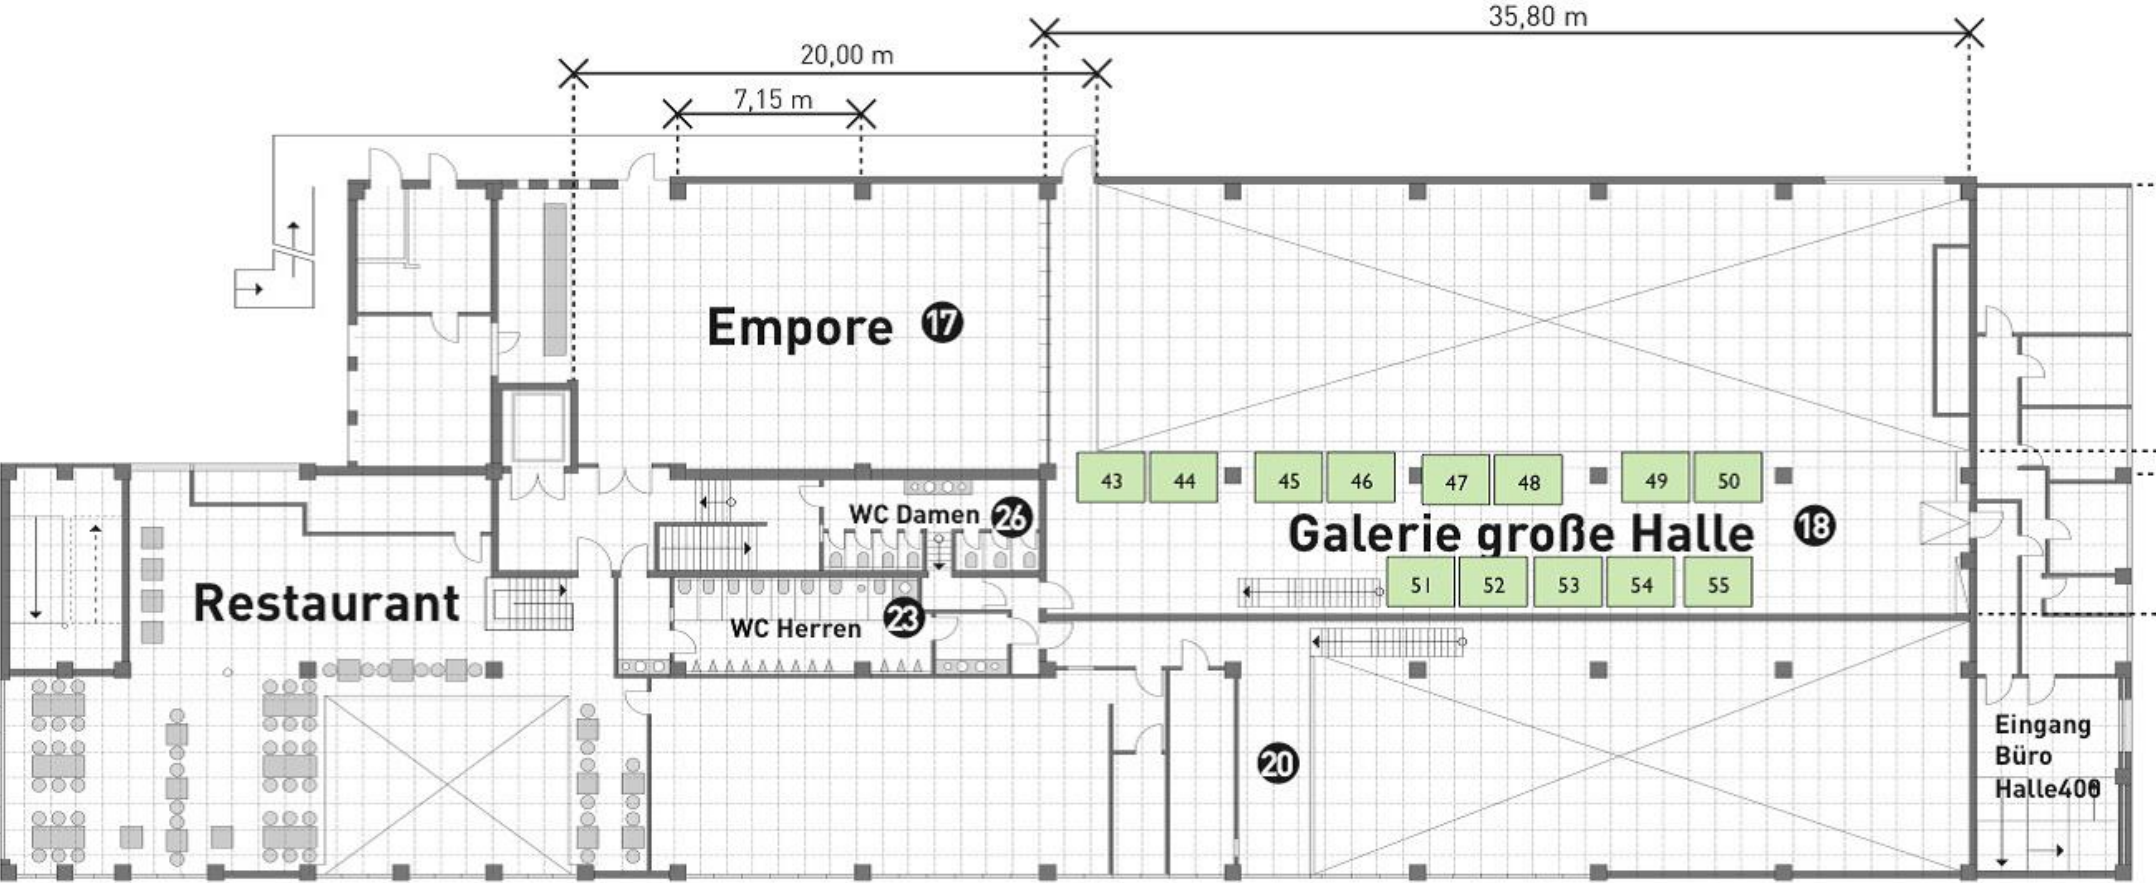 35,80 m
20,00 m
7,15 m
Empore 17
43 44 45 46 47 48 49 50
WC Damen 26
Galerie große Halle 18
51 52 53 54 55
Restaurant
WC Herren 23
20
Eingang
Büro
Halle400